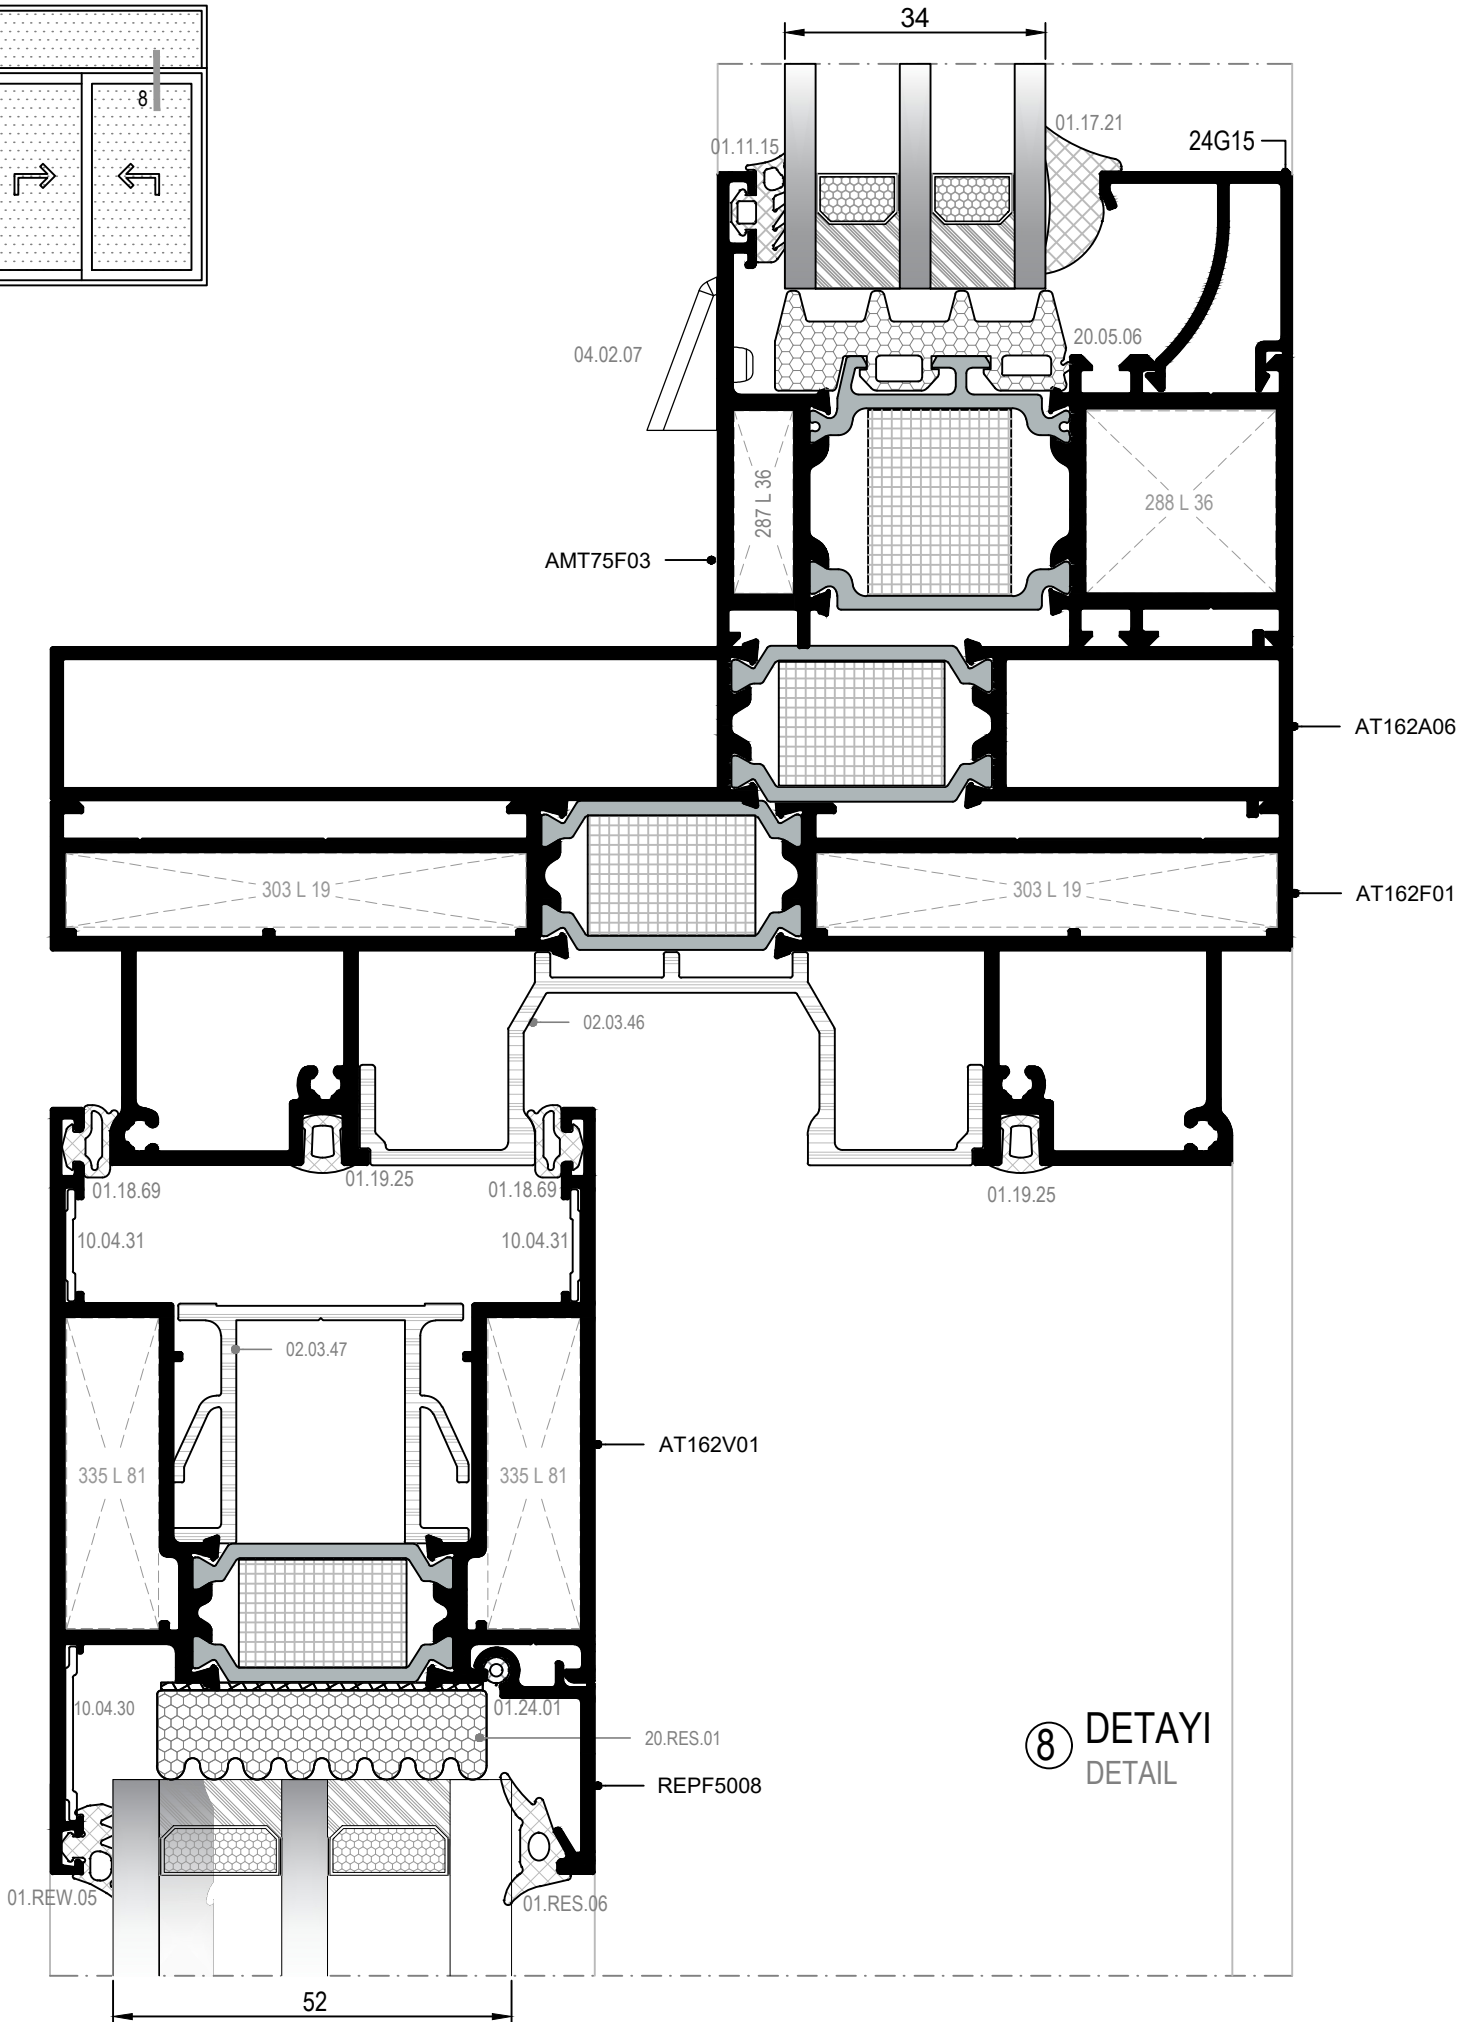 34
8
01.17.21
01.11.15
24G15
20.05.06
04.02.07
287 L 36
288 L 36
AMT75F03
AT162A06
303 L 19
303 L 19
AT162F01
02.03.46
01.18.69
01.19.25
01.18.69
01.19.25
10.04.31
10.04.31
02.03.47
AT162V01
335 L 81
335 L 81
10.04.30
01.24.01
20.RES.01
REPF5008
8 DETAYI
DETAIL
01.REW.05
01.RES.06
52